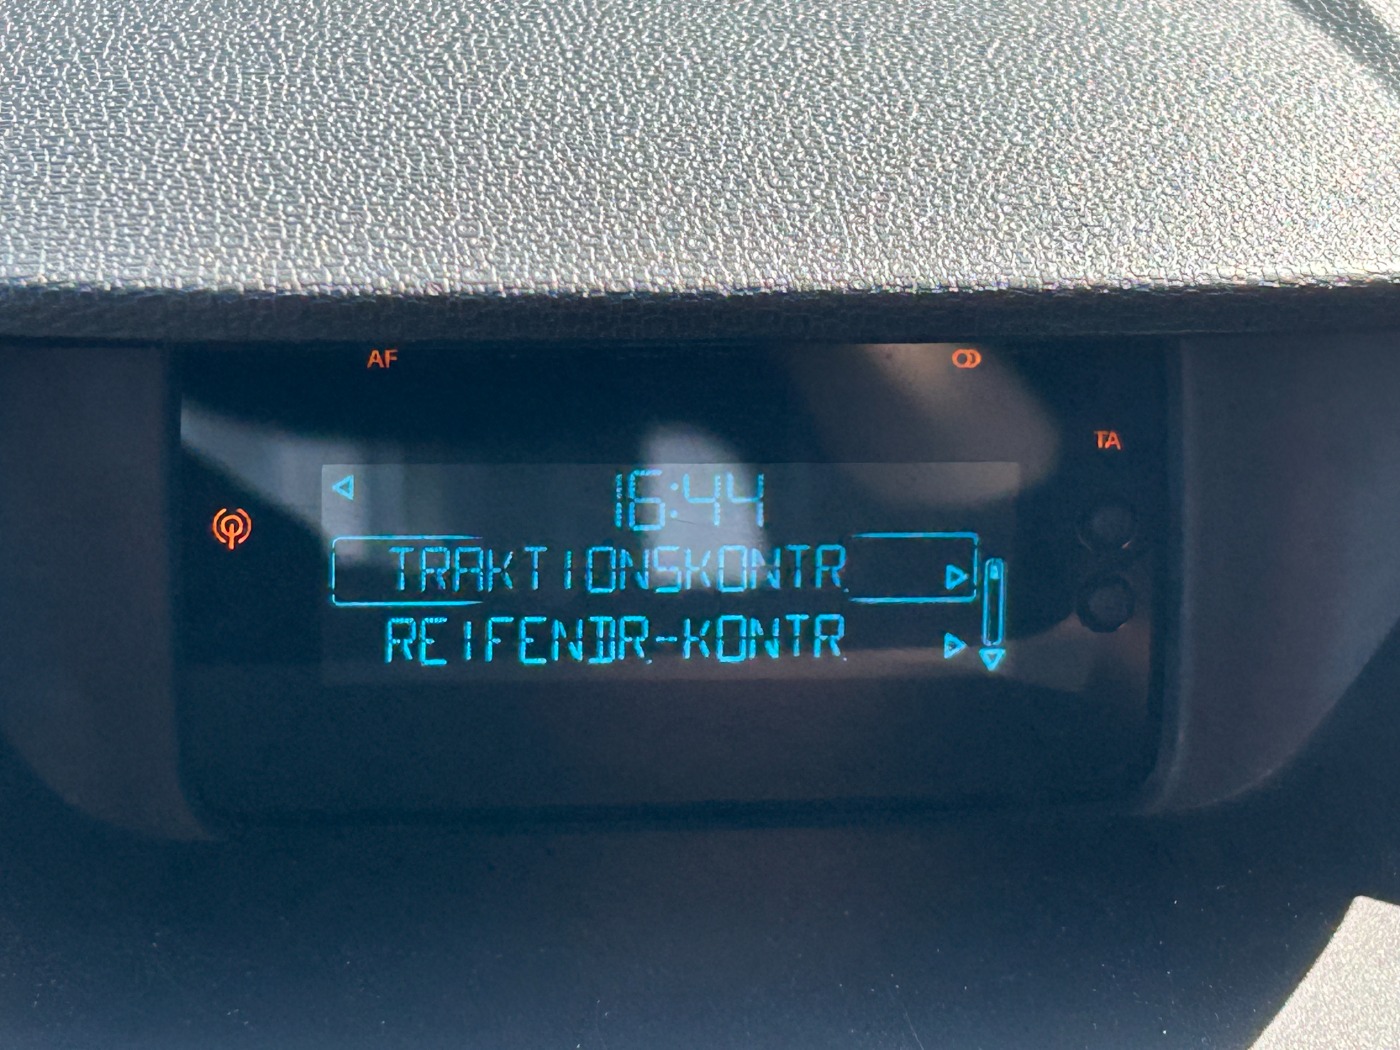 AF
TA
16:44
TRAKTIONSKONTR.
REIFENDR.-KONTR.